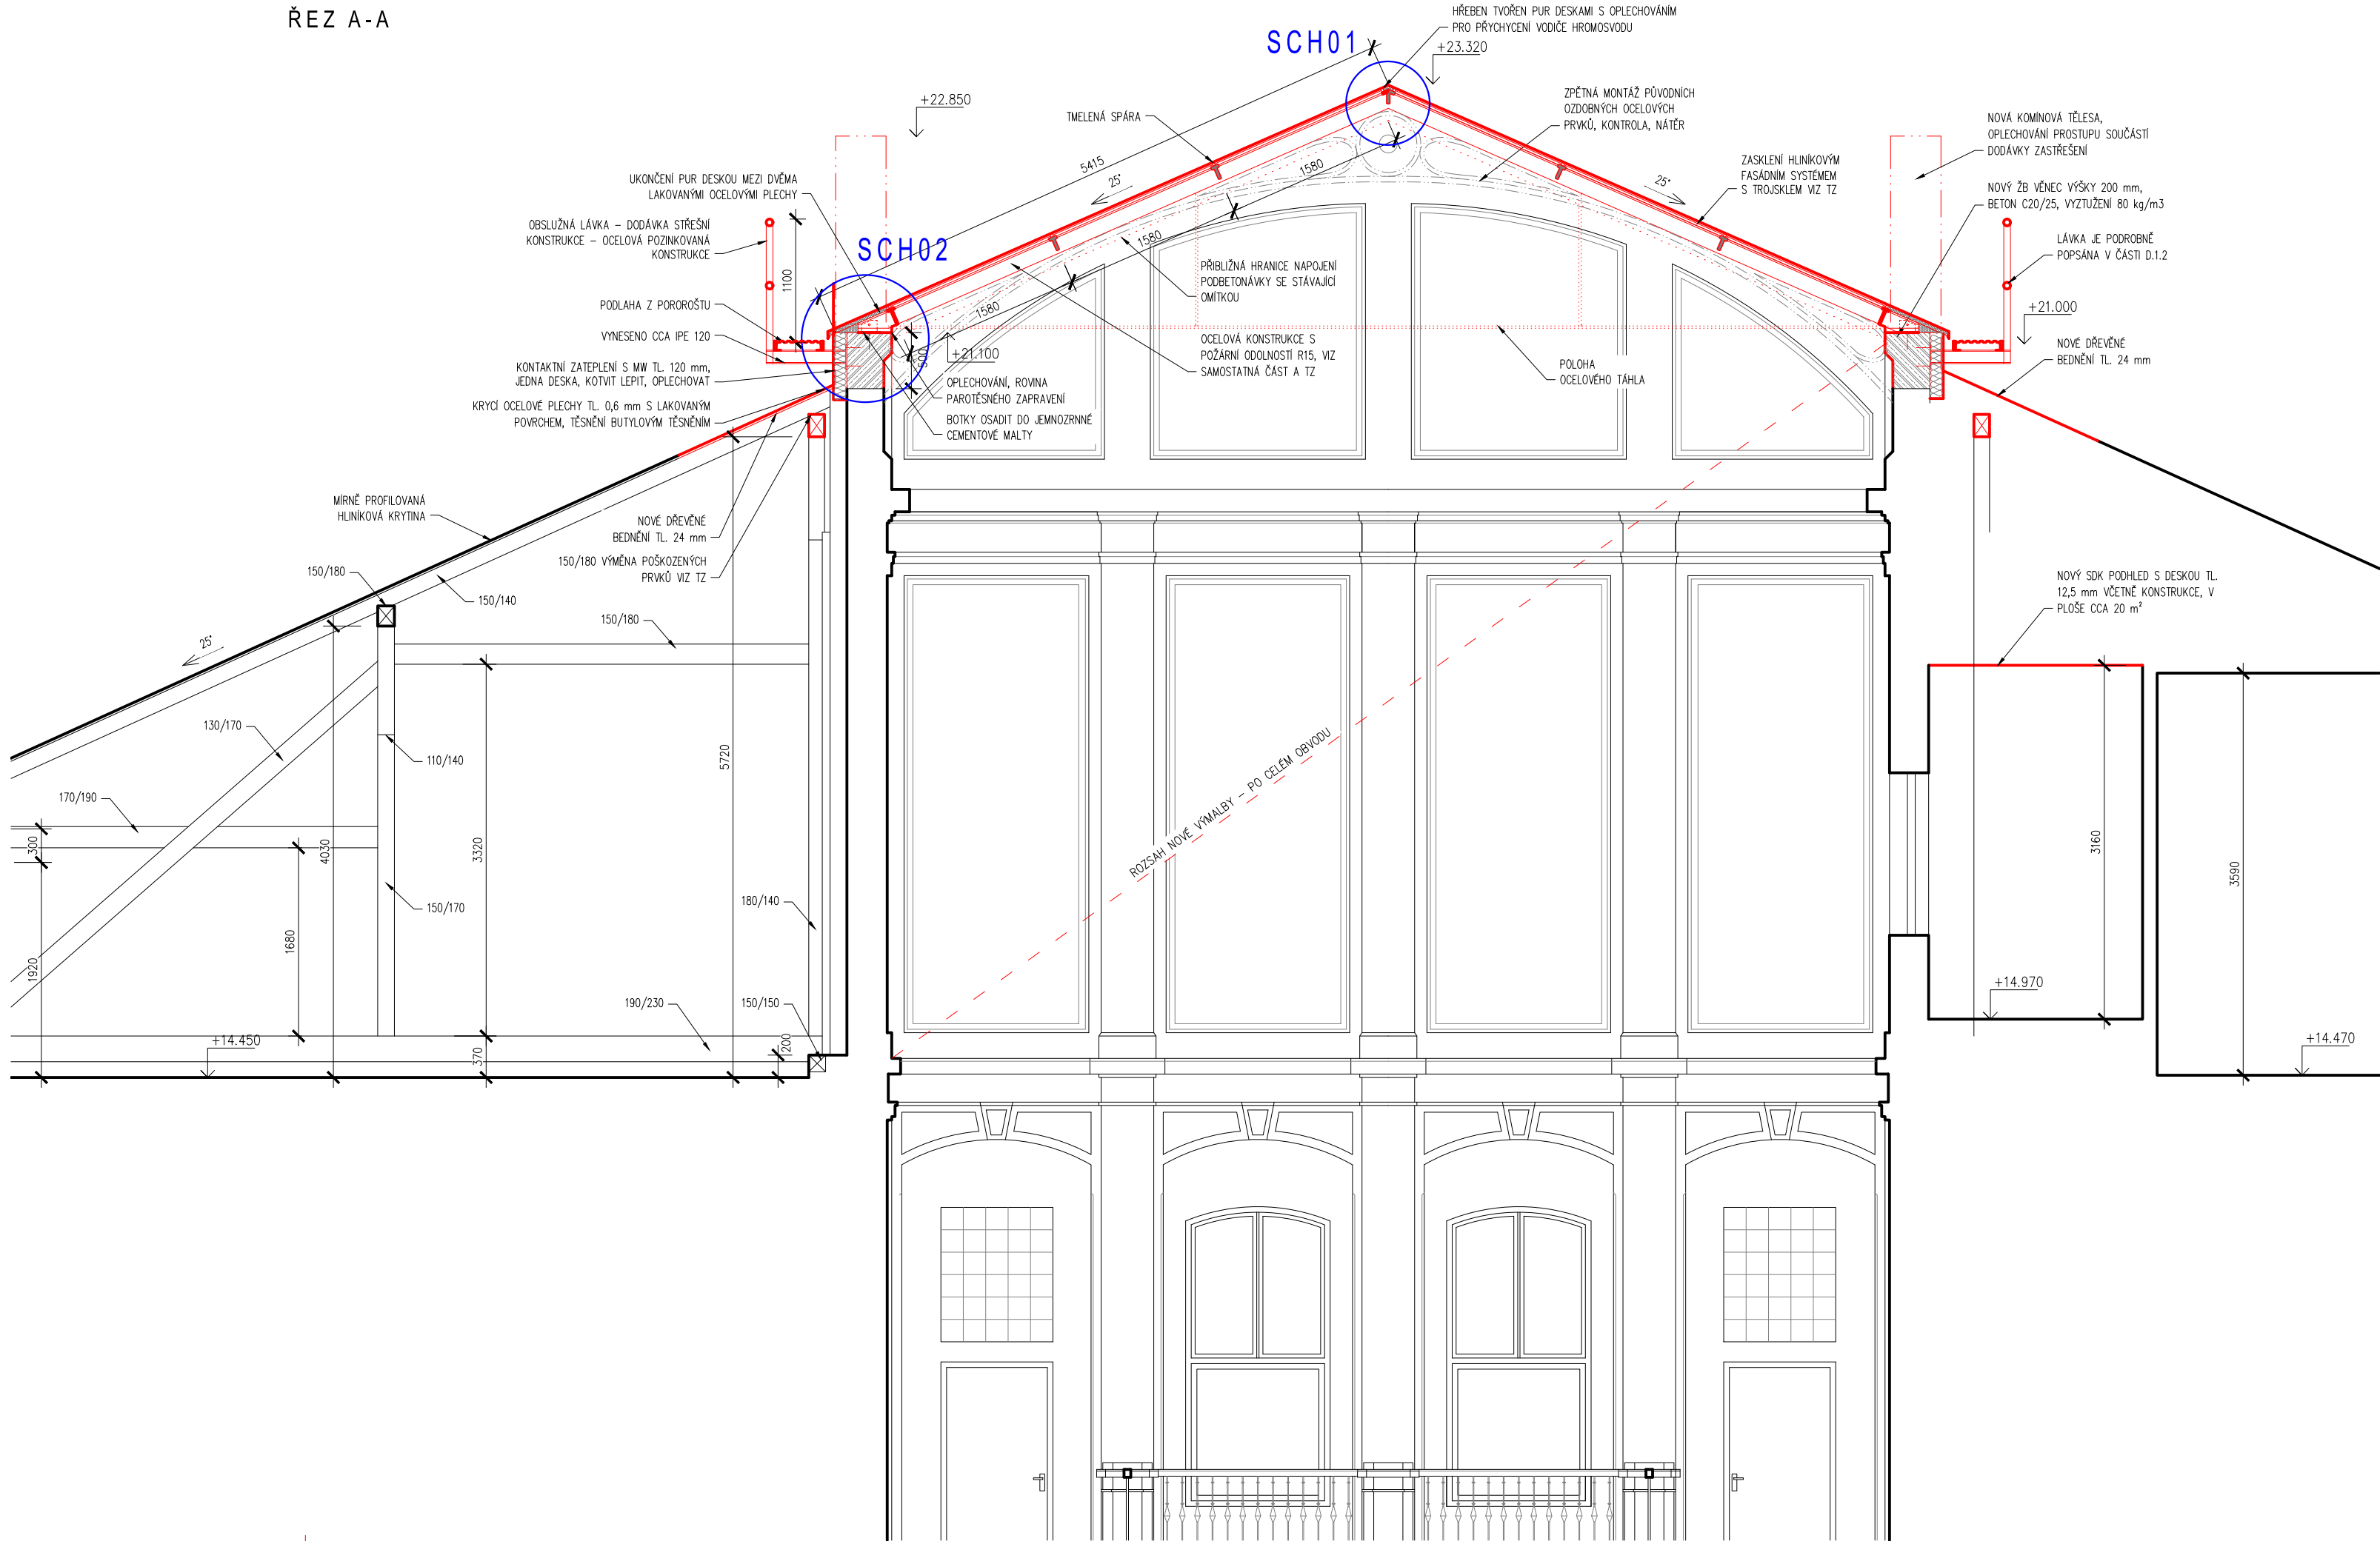 ŘEZ A-A
HŘEBEN TVOŘEN PUR DESKAMI S OPLECHOVÁNÍM
PRO PŘYCHYCENÍ VODIČE HROMOSVODU
SCH01
+23.320
+22.850
TMELENÁ SPÁRA
ZPĚTNÁ MONTÁŽ PŮVODNÍCH
OZDOBNÝCH OCELOVÝCH
PRVKŮ, KONTROLA, NÁTĚR
NOVÁ KOMÍNOVÁ TĚLESA,
OPLECHOVÁNÍ PROSTUPU SOUČÁSTÍ
DODÁVKY ZASTŘEŠENÍ
5415
1580
25°
25°
ZASKLENÍ HLINÍKOVÝM
FASÁDNÍM SYSTÉMEM
S TROJSKLEM VIZ TZ
UKONČENÍ PUR DESKOU MEZI DVĚMA
LAKOVANÝMI OCELOVÝMI PLECHY
NOVÝ ŽB VĚNEC VÝŠKY 200 mm,
BETON C20/25, VYZTUŽENÍ 80 kg/m3
OBSLUŽNÁ LÁVKA – DODÁVKA STŘEŠNÍ
KONSTRUKCE – OCELOVÁ POZINKOVANÁ
KONSTRUKCE
SCH02
1580
LÁVKA JE PODROBNĚ
POPSÁNA V ČÁSTI D.1.2
1100
PŘIBLIŽNÁ HRANICE NAPOJENÍ
PODBETONÁVKY SE STÁVAJÍCÍ
OMÍTKOU
PODLAHA Z POROROŠTU
1580
+21.000
VYNESENO CCA IPE 120
+21.100
500
OCELOVÁ KONSTRUKCE S
POŽÁRNÍ ODOLNOSTÍ R15, VIZ
SAMOSTATNÁ ČÁST A TZ
NOVÉ DŘEVĚNÉ
BEDNĚNÍ TL. 24 mm
KONTAKTNÍ ZATEPLENÍ S MW TL. 120 mm,
JEDNA DESKA, KOTVIT LEPIT, OPLECHOVAT
POLOHA
OCELOVÉHO TÁHLA
OPLECHOVÁNÍ, ROVINA
PAROTĚSNÉHO ZAPRAVENÍ
KRYCÍ OCELOVÉ PLECHY TL. 0,6 mm S LAKOVANÝM
POVRCHEM, TĚSNĚNÍ BUTYLOVÝM TĚSNĚNÍM
BOTKY OSADIT DO JEMNOZRNNÉ
CEMENTOVÉ MALTY
MÍRNĚ PROFILOVANÁ
HLINÍKOVÁ KRYTINA
NOVÉ DŘEVĚNÉ
BEDNĚNÍ TL. 24 mm
150/180 VÝMĚNA POŠKOZENÝCH
PRVKŮ VIZ TZ
150/180
150/140
150/180
25°
NOVÝ SDK PODHLED S DESKOU TL.
12,5 mm VČETNĚ KONSTRUKCE, V
PLOŠE CCA 20 m²
130/170
110/140
5720
ROZSAH NOVÉ VÝMALBY – PO CELÉM OBVODU
170/190
300
4030
3320
3160
3590
150/170
180/140
1680
1920
190/230
150/150
+14.970
+14.450
370
200
+14.470